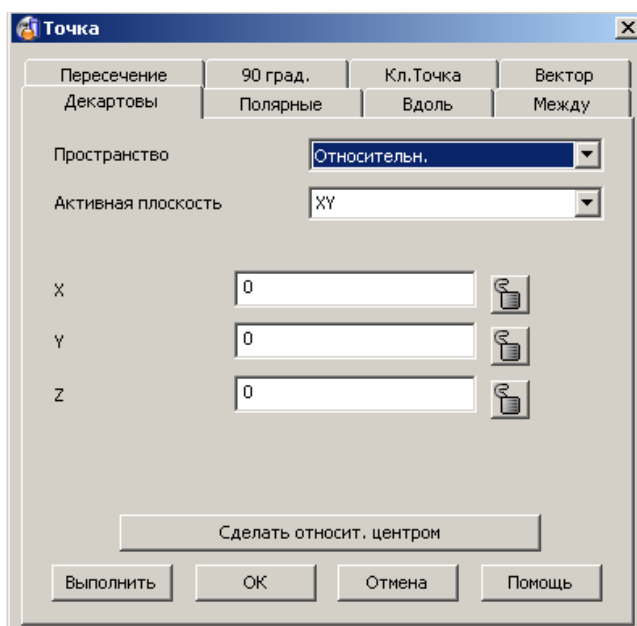 Точка
Пересечение 90 град. Кл.Точка Вектор
Декартовы Полярные Вдоль Между
Пространство Относительн.
Активная плоскость XY
X 0
Y 0
Z 0
Сделать относит. центром
Выполнить ОК Отмена Помощь